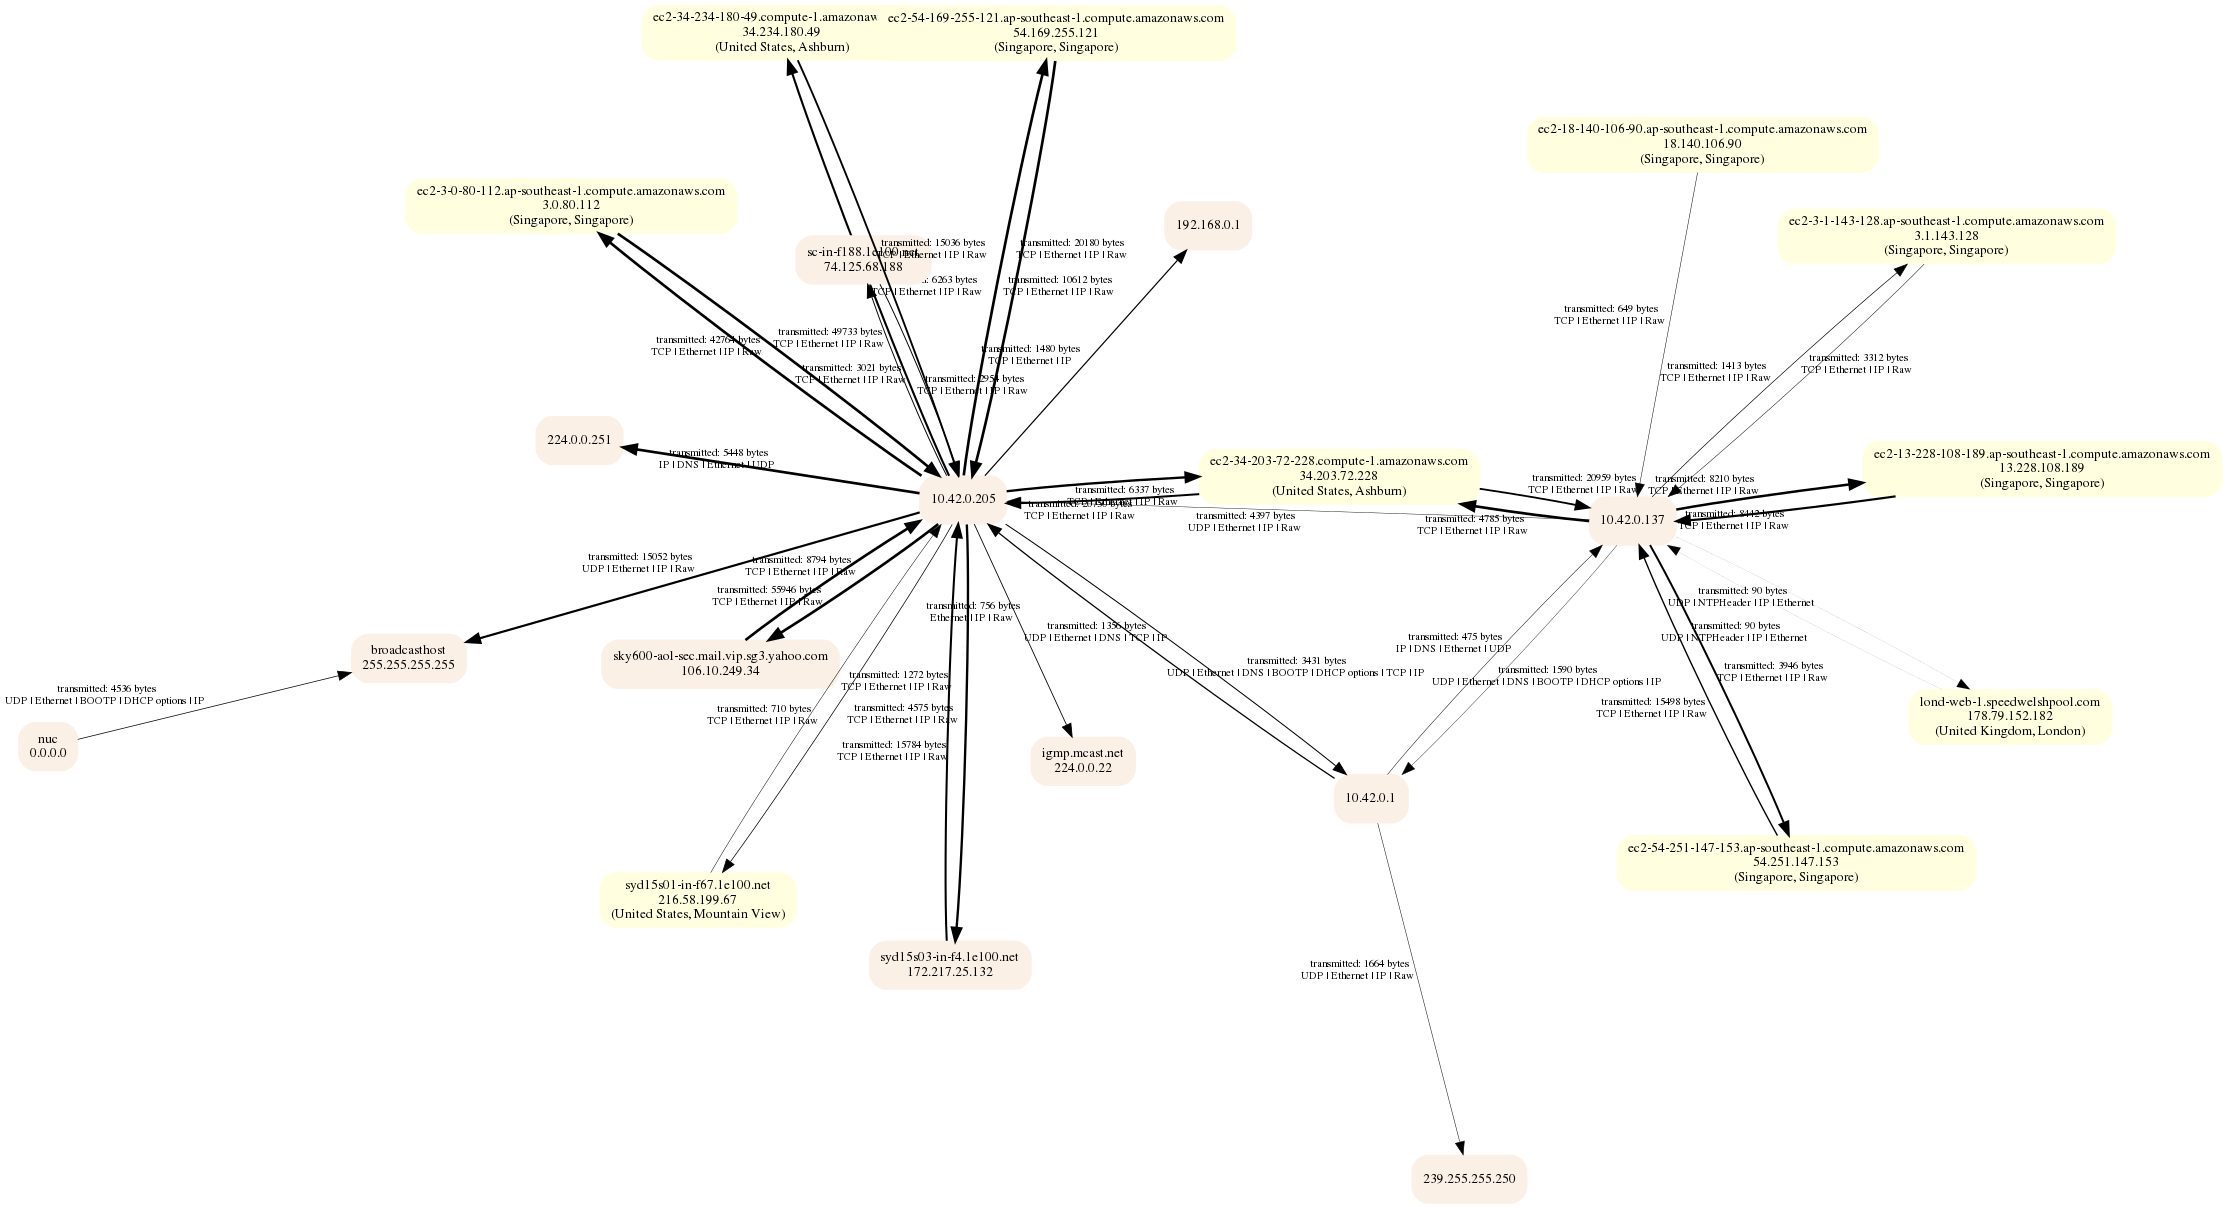 ec2-34-234-180-49.compute-1.amazonaw
34.234.180.49
(United States, Ashburn)
ec2-54-169-255-121.ap-southeast-1.compute.amazonaws.com
54.169.255.121
(Singapore, Singapore)
ec2-18-140-106-90.ap-southeast-1.compute.amazonaws.com
18.140.106.90
(Singapore, Singapore)
ec2-3-0-80-112.ap-southeast-1.compute.amazonaws.com
3.0.80.112
(Singapore, Singapore)
192.168.0.1
ec2-3-1-143-128.ap-southeast-1.compute.amazonaws.com
3.1.143.128
(Singapore, Singapore)
sc-in-f188.1e100.net
74.125.68.188
transmitted: 15036 bytes
TCP | Ethernet | IP | Raw
transmitted: 20180 bytes
TCP | Ethernet | IP | Raw
6263 bytes
TCP | Ethernet | IP | Raw
transmitted: 10612 bytes
TCP | Ethernet | IP | Raw
transmitted: 649 bytes
TCP | Ethernet | IP | Raw
transmitted: 42764 bytes
TCP | Ethernet | IP | Raw
transmitted: 49733 bytes
TCP | Ethernet | IP | Raw
transmitted: 1480 bytes
TCP | Ethernet | IP
transmitted: 3021 bytes
TCP | Ethernet | IP | Raw
transmitted: 2954 bytes
TCP | Ethernet | IP | Raw
transmitted: 1413 bytes
TCP | Ethernet | IP | Raw
transmitted: 3312 bytes
TCP | Ethernet | IP | Raw
224.0.0.251
transmitted: 5448 bytes
IP | DNS | Ethernet | UDP
10.42.0.205
ec2-34-203-72-228.compute-1.amazonaws.com
34.203.72.228
(United States, Ashburn)
ec2-13-228-108-189.ap-southeast-1.compute.amazonaws.com
13.228.108.189
(Singapore, Singapore)
transmitted: 6337 bytes
TCP | Ethernet | IP | Raw
bytes
TCP | Ethernet | IP | Raw
transmitted: 4397 bytes
UDP | Ethernet | IP | Raw
transmitted: 20959 bytes
TCP | Ethernet | IP | Raw
transmitted: 8210 bytes
TCP | Ethernet | IP | Raw
transmitted: 4785 bytes
TCP | Ethernet | IP | Raw
10.42.0.137
transmitted: 8442 bytes
TCP | Ethernet | IP | Raw
transmitted: 15052 bytes
UDP | Ethernet | IP | Raw
transmitted: 8794 bytes
TCP | Ethernet | IP | Raw
transmitted: 55946 bytes
TCP | Ethernet | IP | Raw
transmitted: 756 bytes
Ethernet | IP | Raw
transmitted: 1356 bytes
UDP | Ethernet | DNS | TCP | IP
transmitted: 475 bytes
IP | DNS | Ethernet | UDP
transmitted: 90 bytes
UDP | NTPHeader | IP | Ethernet
transmitted: 90 bytes
UDP | NTPHeader | IP | Ethernet
broadcasthost
255.255.255.255
sky600-aol-sec.mail.vip.sg3.yahoo.com
106.10.249.34
transmitted: 4536 bytes
UDP | Ethernet | BOOTP | DHCP options | IP
transmitted: 1272 bytes
TCP | Ethernet | IP | Raw
transmitted: 3431 bytes
UDP | Ethernet | DNS | BOOTP | DHCP options | TCP | IP
transmitted: 1590 bytes
UDP | Ethernet | DNS | BOOTP | DHCP options | IP
transmitted: 3946 bytes
TCP | Ethernet | IP | Raw
transmitted: 710 bytes
TCP | Ethernet | IP | Raw
transmitted: 4575 bytes
TCP | Ethernet | IP | Raw
transmitted: 15498 bytes
TCP | Ethernet | IP | Raw
lond-web-1.speedwelshpool.com
178.79.152.182
(United Kingdom, London)
nuc
0.0.0.0
transmitted: 15784 bytes
TCP | Ethernet | IP | Raw
igmp.mcast.net
224.0.0.22
10.42.0.1
ec2-54-251-147-153.ap-southeast-1.compute.amazonaws.com
54.251.147.153
(Singapore, Singapore)
syd15s01-in-f67.1e100.net
216.58.199.67
(United States, Mountain View)
syd15s03-in-f4.1e100.net
172.217.25.132
transmitted: 1664 bytes
UDP | Ethernet | IP | Raw
239.255.255.250